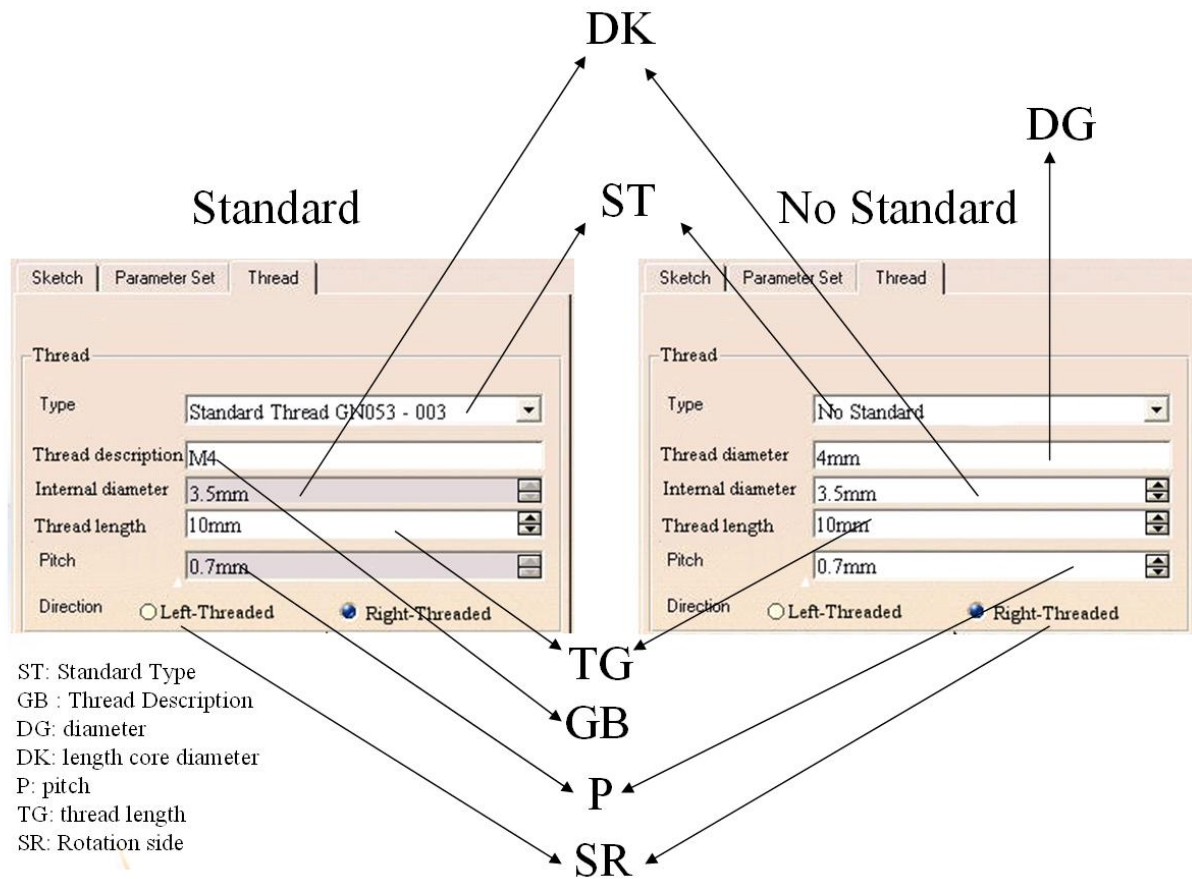 DK
DG
Standard
ST
No Standard
Sketch Parameter Set Thread
Thread
Type Standard Thread GN053 - 003
Thread description M4
Internal diameter 3.5mm
Thread length 10mm
Pitch 0.7mm
Direction Left-Threaded Right-Threaded
Sketch Parameter Set Thread
Thread
Type No Standard
Thread diameter 4mm
Internal diameter 3.5mm
Thread length 10mm
Pitch 0.7mm
Direction Left-Threaded Right-Threaded
TG
GB
P
SR
ST: Standard Type
GB : Thread Description
DG: diameter
DK: length core diameter
P: pitch
TG: thread length
SR: Rotation side